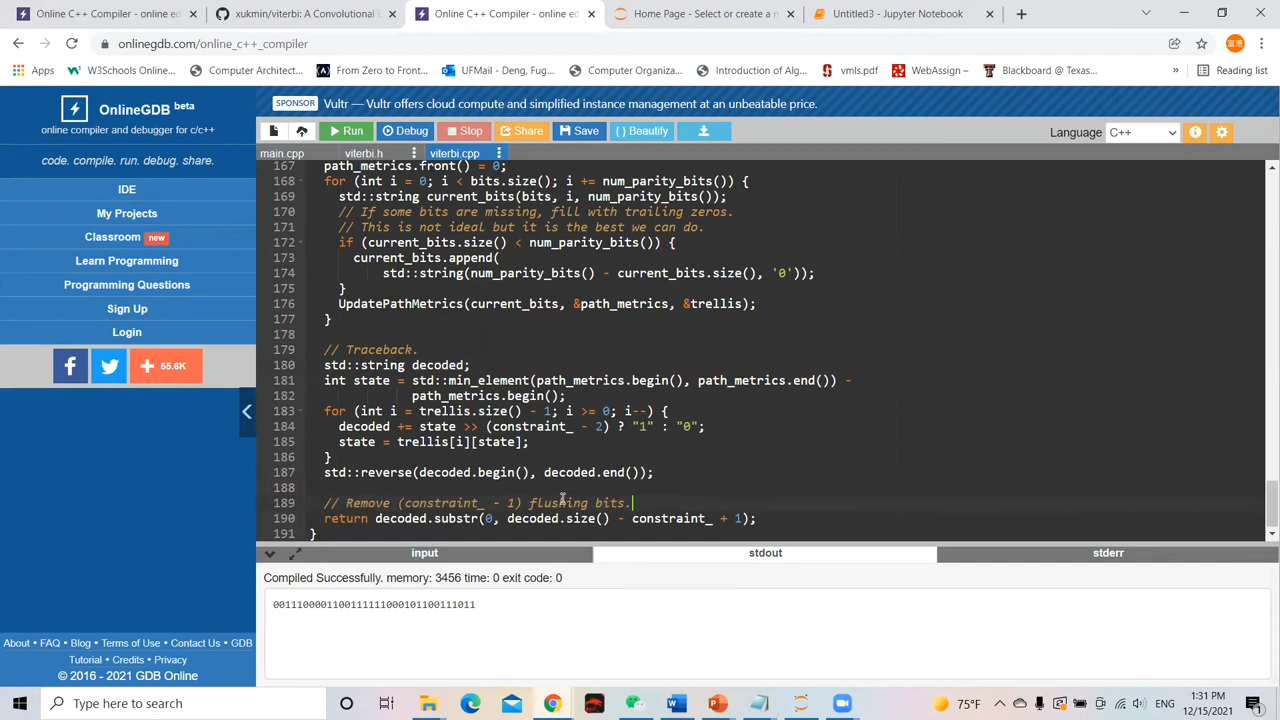 Online C++ Compiler - online edi
xukmin/viterbi: A Convolutional E
Online C++ Compiler - online edi
Home Page - Select or create a n
Untitled3 - Jupyter Notebook
onlinegdb.com/online_c++_compiler
Apps
W3Schools Online...
Computer Architect...
From Zero to Front...
UFMail - Deng, Fug...
Computer Organiza...
Introduction of Alg...
vmls.pdf
WebAssign –
Blackboard @ Texas...
»
Reading list
OnlineGDB beta
online compiler and debugger for c/c++
code. compile. run. debug. share.
IDE
My Projects
Classroom new
Learn Programming
Programming Questions
Sign Up
Login
55.6K
About • FAQ • Blog • Terms of Use • Contact Us • GDB
Tutorial • Credits • Privacy
© 2016 - 2021 GDB Online
SPONSOR Vultr — Vultr offers cloud compute and simplified instance management at an unbeatable price.
Run
Debug
Stop
Share
Save
{ } Beautify
Language C++
main.cpp
viterbi.h
viterbi.cpp
167 path_metrics.front() = 0;
168 for (int i = 0; i < bits.size(); i += num_parity_bits()) {
169 std::string current_bits(bits, i, num_parity_bits());
170 // If some bits are missing, fill with trailing zeros.
171 // This is not ideal but it is the best we can do.
172 if (current_bits.size() < num_parity_bits()) {
173 current_bits.append(
174 std::string(num_parity_bits() - current_bits.size(), '0'));
175 }
176 UpdatePathMetrics(current_bits, &path_metrics, &trellis);
177 }
178
179 // Traceback.
180 std::string decoded;
181 int state = std::min_element(path_metrics.begin(), path_metrics.end()) -
182 path_metrics.begin();
183 for (int i = trellis.size() - 1; i >= 0; i--) {
184 decoded += state >> (constraint_ - 2) ? "1" : "0";
185 state = trellis[i][state];
186 }
187 std::reverse(decoded.begin(), decoded.end());
188
189 // Remove (constraint_ - 1) flushing bits.
190 return decoded.substr(0, decoded.size() - constraint_ + 1);
191 }
input
stdout
stderr
Compiled Successfully. memory: 3456 time: 0 exit code: 0
Type here to search
75°F
ENG
1:31 PM
12/15/2021